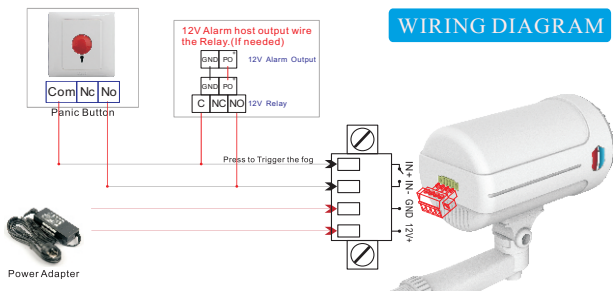 WIRING DIAGRAM
12V Alarm host output wire
the Relay.(If needed)
GND PO+ 12V Alarm Output
GND PO+
C NC NO 12V Relay
Com Nc No
Panic Button
Press to Trigger the fog
IN+
IN-
GND
12V+
Power Adapter